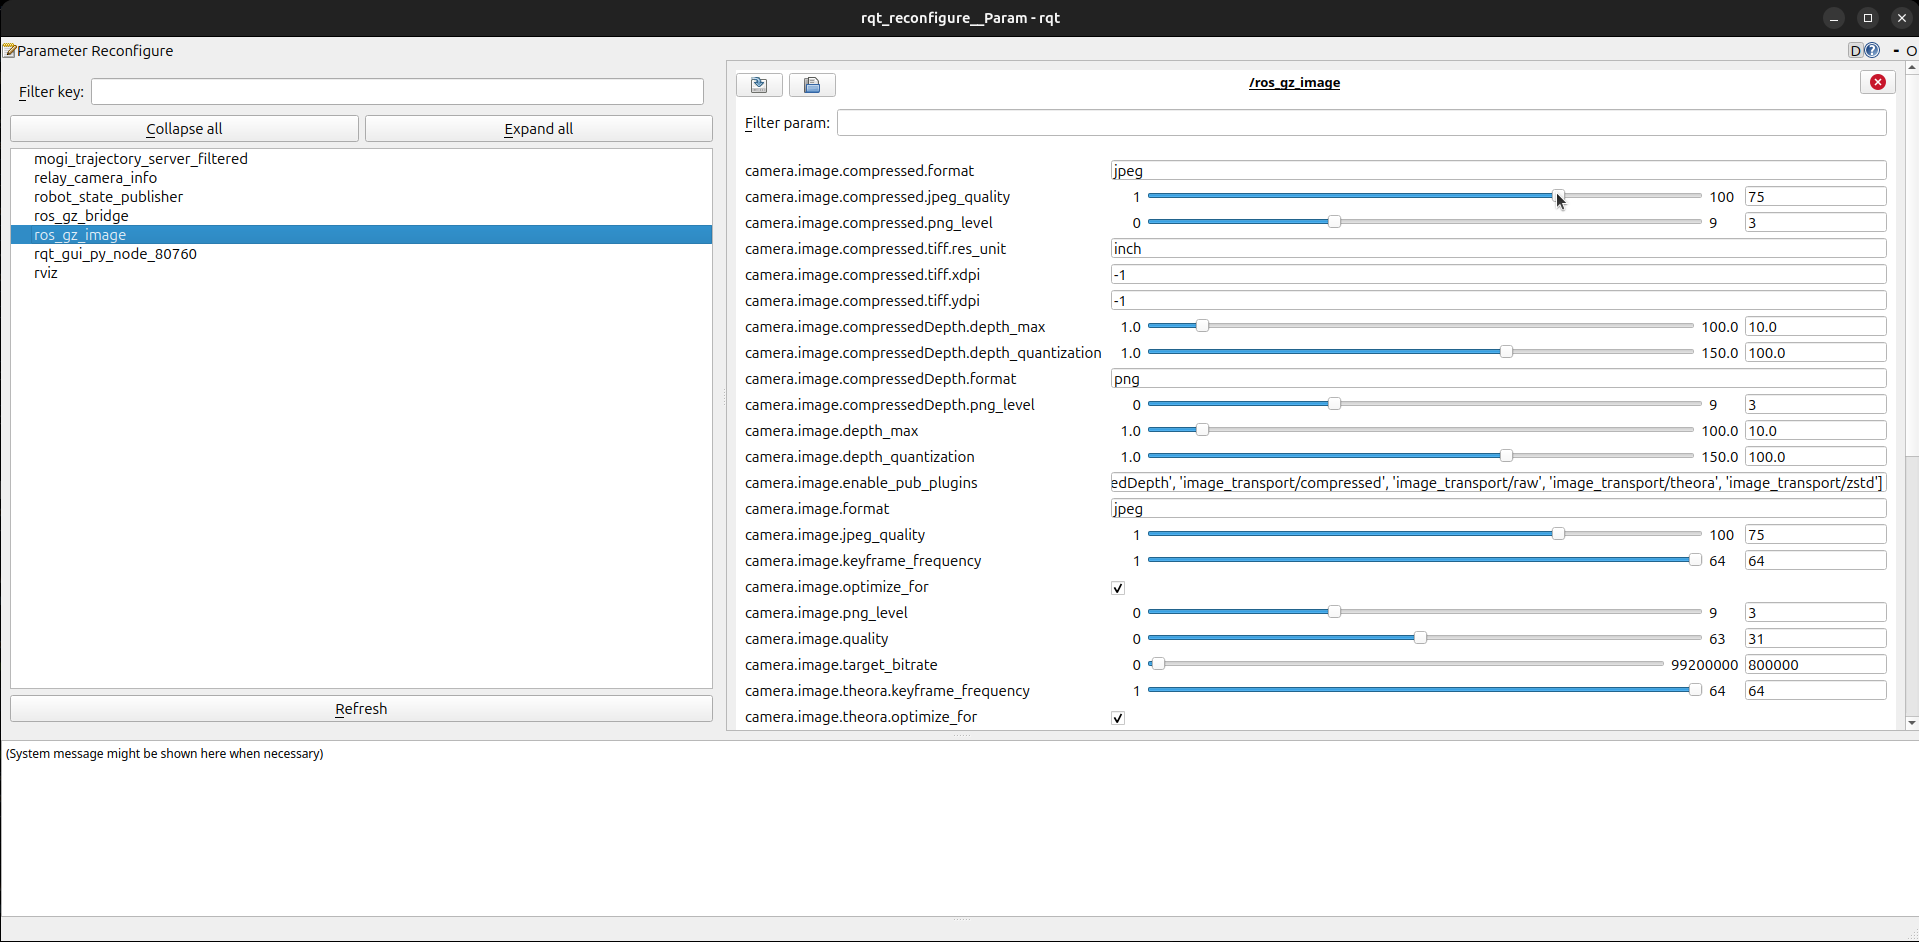 rqt_reconfigure__Param - rqt
Parameter Reconfigure
D ? - O
Filter key:
Collapse all Expand all
mogi_trajectory_server_filtered
relay_camera_info
robot_state_publisher
ros_gz_bridge
ros_gz_image
rqt_gui_py_node_80760
rviz
Refresh
/ros_gz_image
Filter param:
camera.image.compressed.format jpeg
camera.image.compressed.jpeg_quality 1 100 75
camera.image.compressed.png_level 0 9 3
camera.image.compressed.tiff.res_unit inch
camera.image.compressed.tiff.xdpi -1
camera.image.compressed.tiff.ydpi -1
camera.image.compressedDepth.depth_max 1.0 100.0 10.0
camera.image.compressedDepth.depth_quantization 1.0 150.0 100.0
camera.image.compressedDepth.format png
camera.image.compressedDepth.png_level 0 9 3
camera.image.depth_max 1.0 100.0 10.0
camera.image.depth_quantization 1.0 150.0 100.0
camera.image.enable_pub_plugins edDepth', 'image_transport/compressed', 'image_transport/raw', 'image_transport/theora', 'image_transport/zstd']
camera.image.format jpeg
camera.image.jpeg_quality 1 100 75
camera.image.keyframe_frequency 1 64 64
camera.image.optimize_for
camera.image.png_level 0 9 3
camera.image.quality 0 63 31
camera.image.target_bitrate 0 99200000 800000
camera.image.theora.keyframe_frequency 1 64 64
camera.image.theora.optimize_for
(System message might be shown here when necessary)